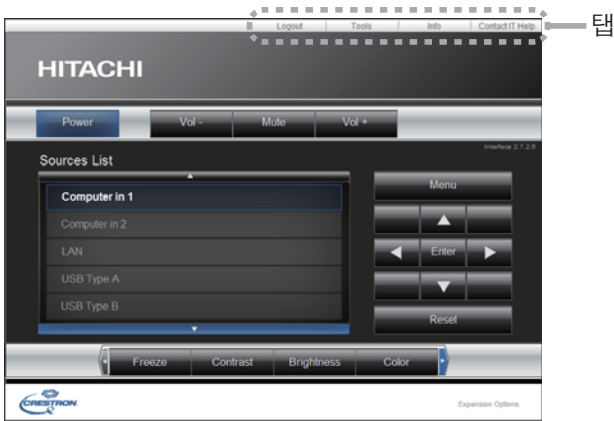 Logout Tools Info Contact IT Help 탭
HITACHI
Power Vol - Mute Vol +
Interface 2.7.2.6
Sources List
Computer in 1
Computer in 2
LAN
USB Type A
USB Type B
Menu
Enter
Reset
Freeze Contrast Brightness Color
CRESTRON
Expansion Options